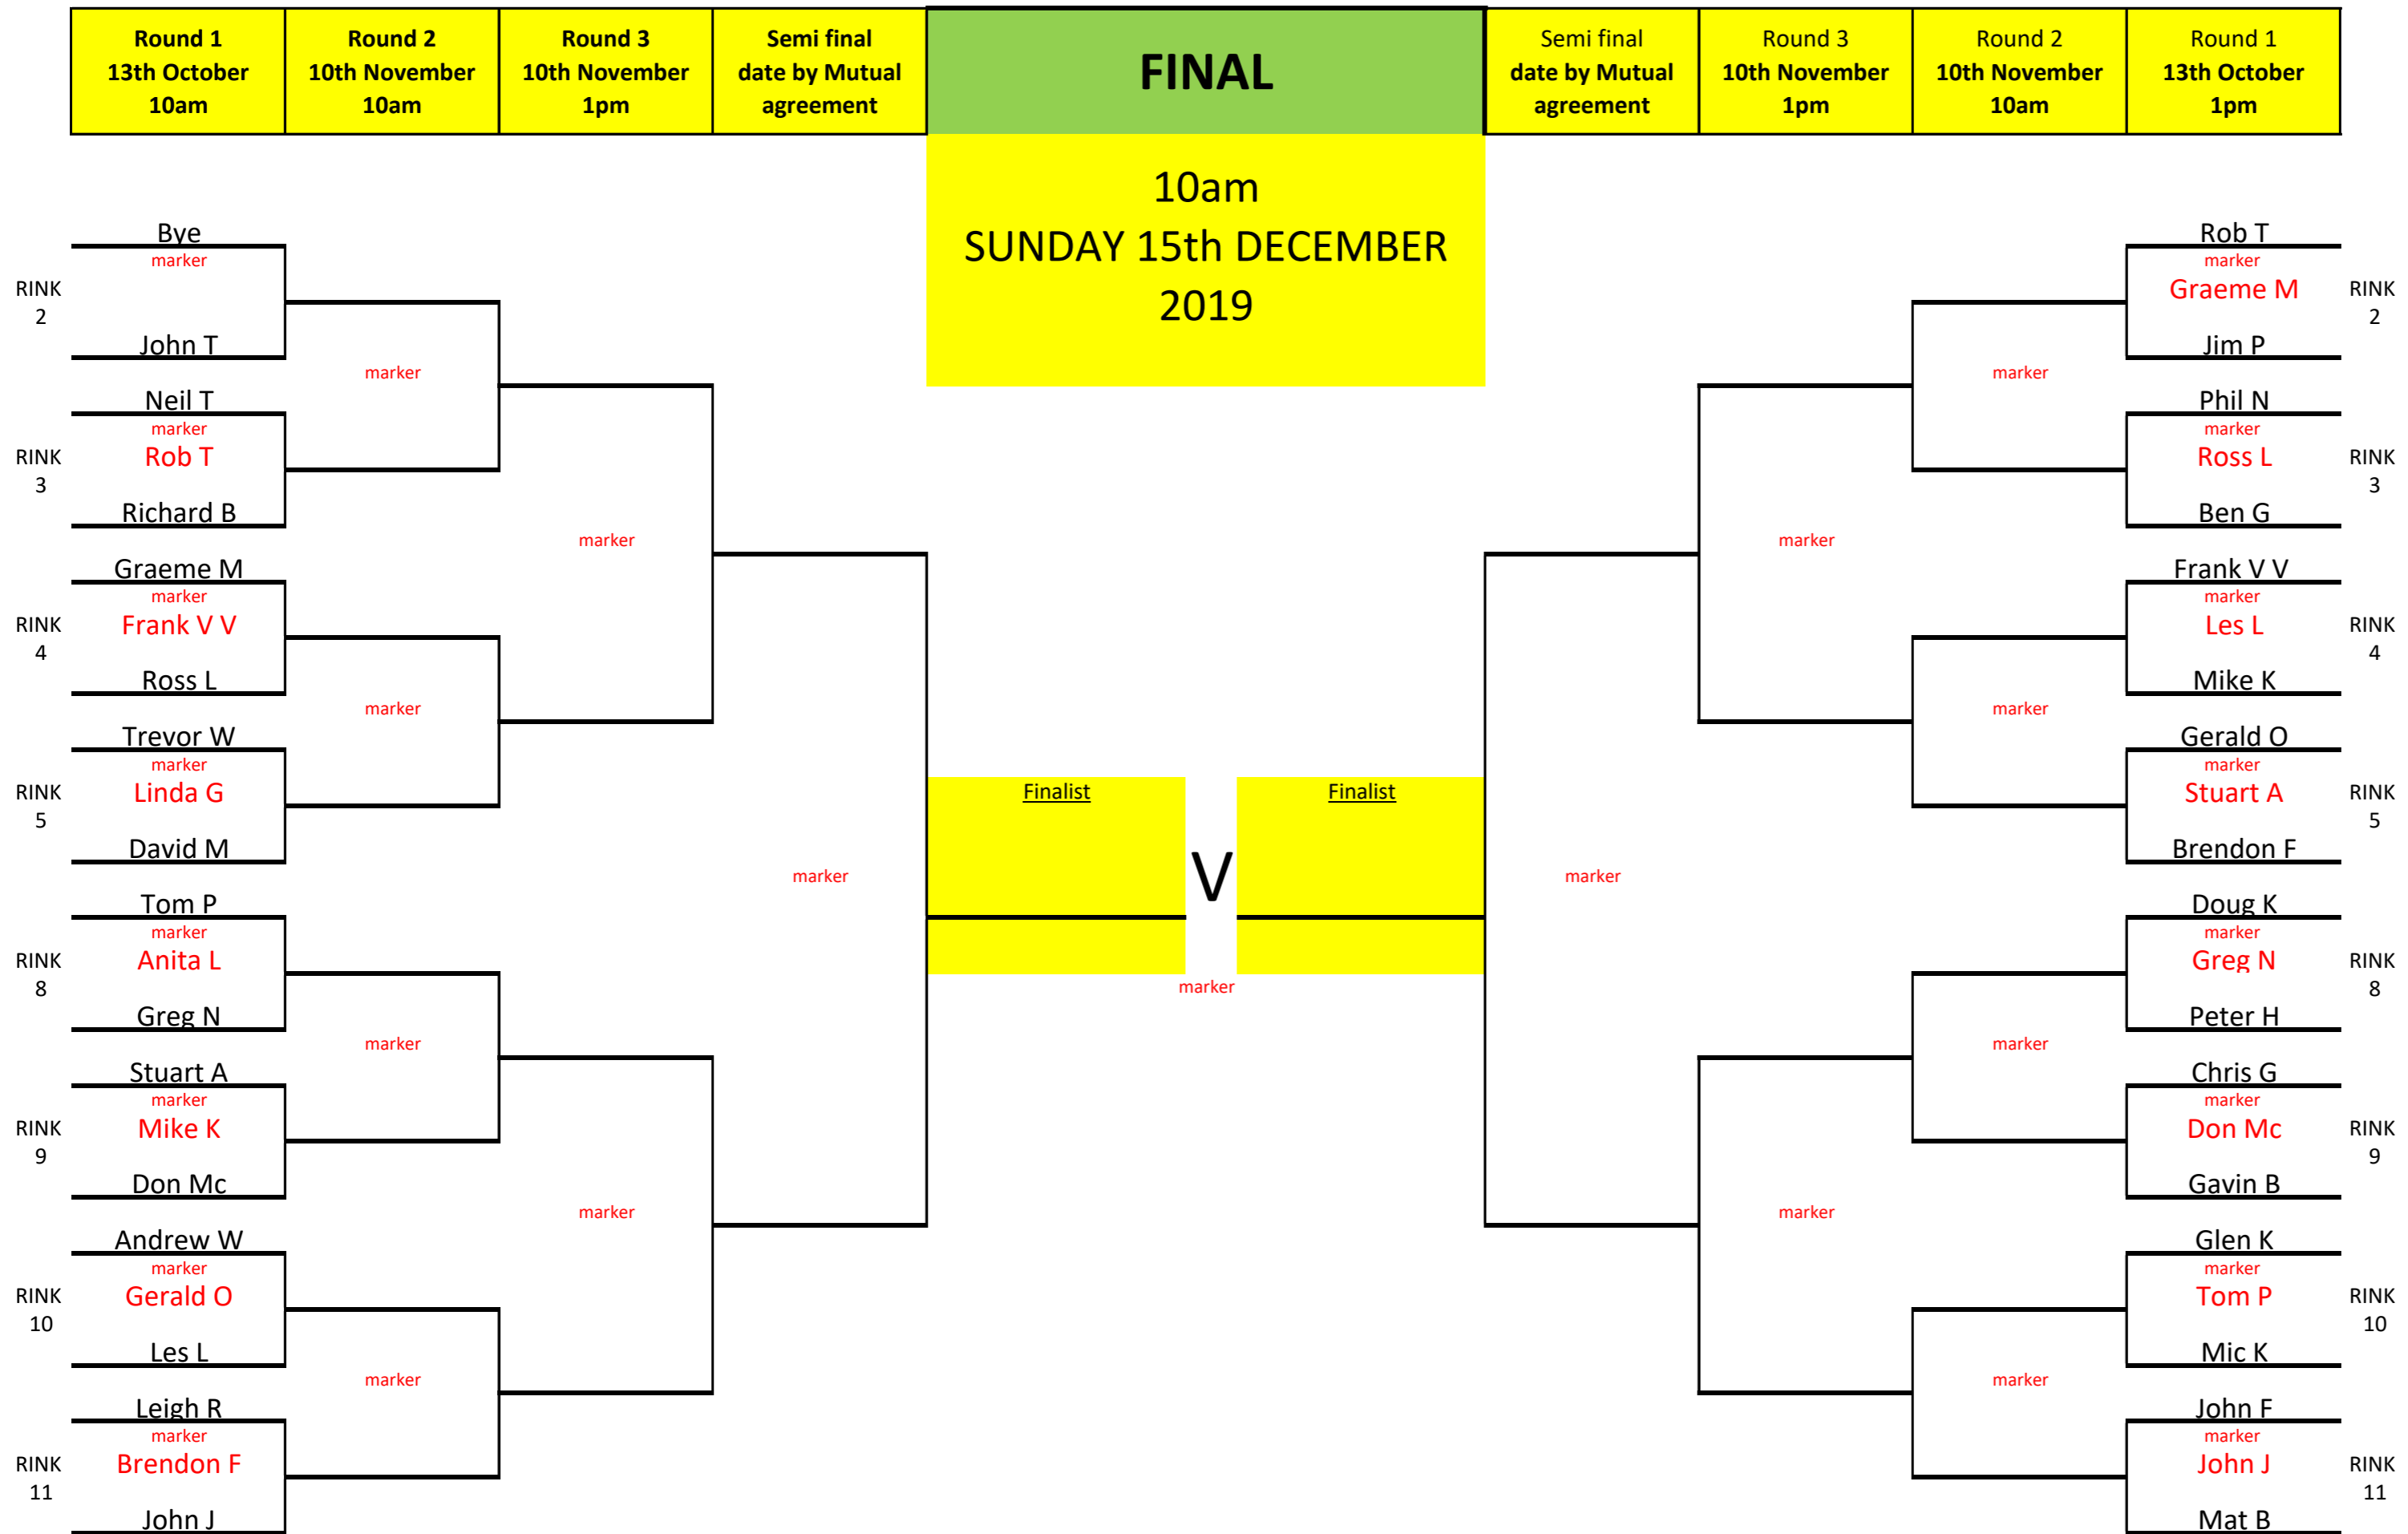 Round 1
13th October
10am
Round 2
10th November
10am
Round 3
10th November
1pm
Semi final
date by Mutual
agreement
FINAL
Semi final
date by Mutual
agreement
Round 3
10th November
1pm
Round 2
10th November
10am
Round 1
13th October
1pm
10am
SUNDAY 15th DECEMBER
2019
Bye
marker
RINK
2
John T
marker
Neil T
marker
RINK
3
Rob T
Richard B
marker
Graeme M
marker
RINK
4
Frank V V
Ross L
marker
Trevor W
marker
RINK
5
Linda G
David M
marker
Tom P
marker
RINK
8
Anita L
Greg N
marker
Stuart A
marker
RINK
9
Mike K
Don Mc
marker
Andrew W
marker
RINK
10
Gerald O
Les L
marker
Leigh R
marker
RINK
11
Brendon F
John J
Finalist
V
Finalist
marker
Rob T
marker
Graeme M
RINK
2
Jim P
marker
Phil N
marker
Ross L
RINK
3
Ben G
marker
Frank V V
marker
Les L
RINK
4
Mike K
marker
Gerald O
marker
Stuart A
RINK
5
Brendon F
marker
Doug K
marker
Greg N
RINK
8
Peter H
marker
Chris G
marker
Don Mc
RINK
9
Gavin B
marker
Glen K
marker
Tom P
RINK
10
Mic K
marker
John F
marker
John J
RINK
11
Mat B